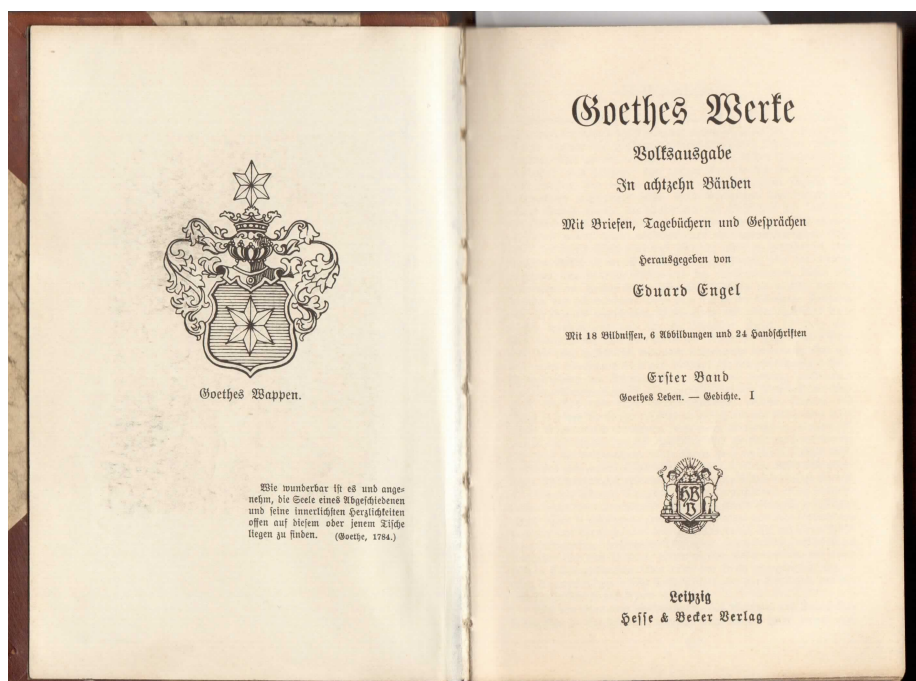 Goethes Wappen.
Wie wunderbar ist es und ange-
nehm, die Seele eines Abgeschiedenen
und seine innerlichsten Herzlichkeiten
offen auf diesem oder jenem Tische
liegen zu finden. (Goethe, 1784.)
Goethes Werke
Volksausgabe
In achtzehn Bänden
Mit Briefen, Tagebüchern und Gesprächen
Herausgegeben von
Eduard Engel
Mit 18 Bildnissen, 6 Abbildungen und 24 Handschriften
Erster Band
Goethes Leben. — Gedichte. I
HB
V
Leipzig
Hesse & Becker Verlag